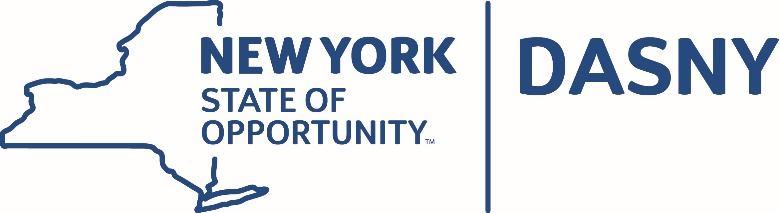 NEW YORK
STATE OF
OPPORTUNITY™
DASNY